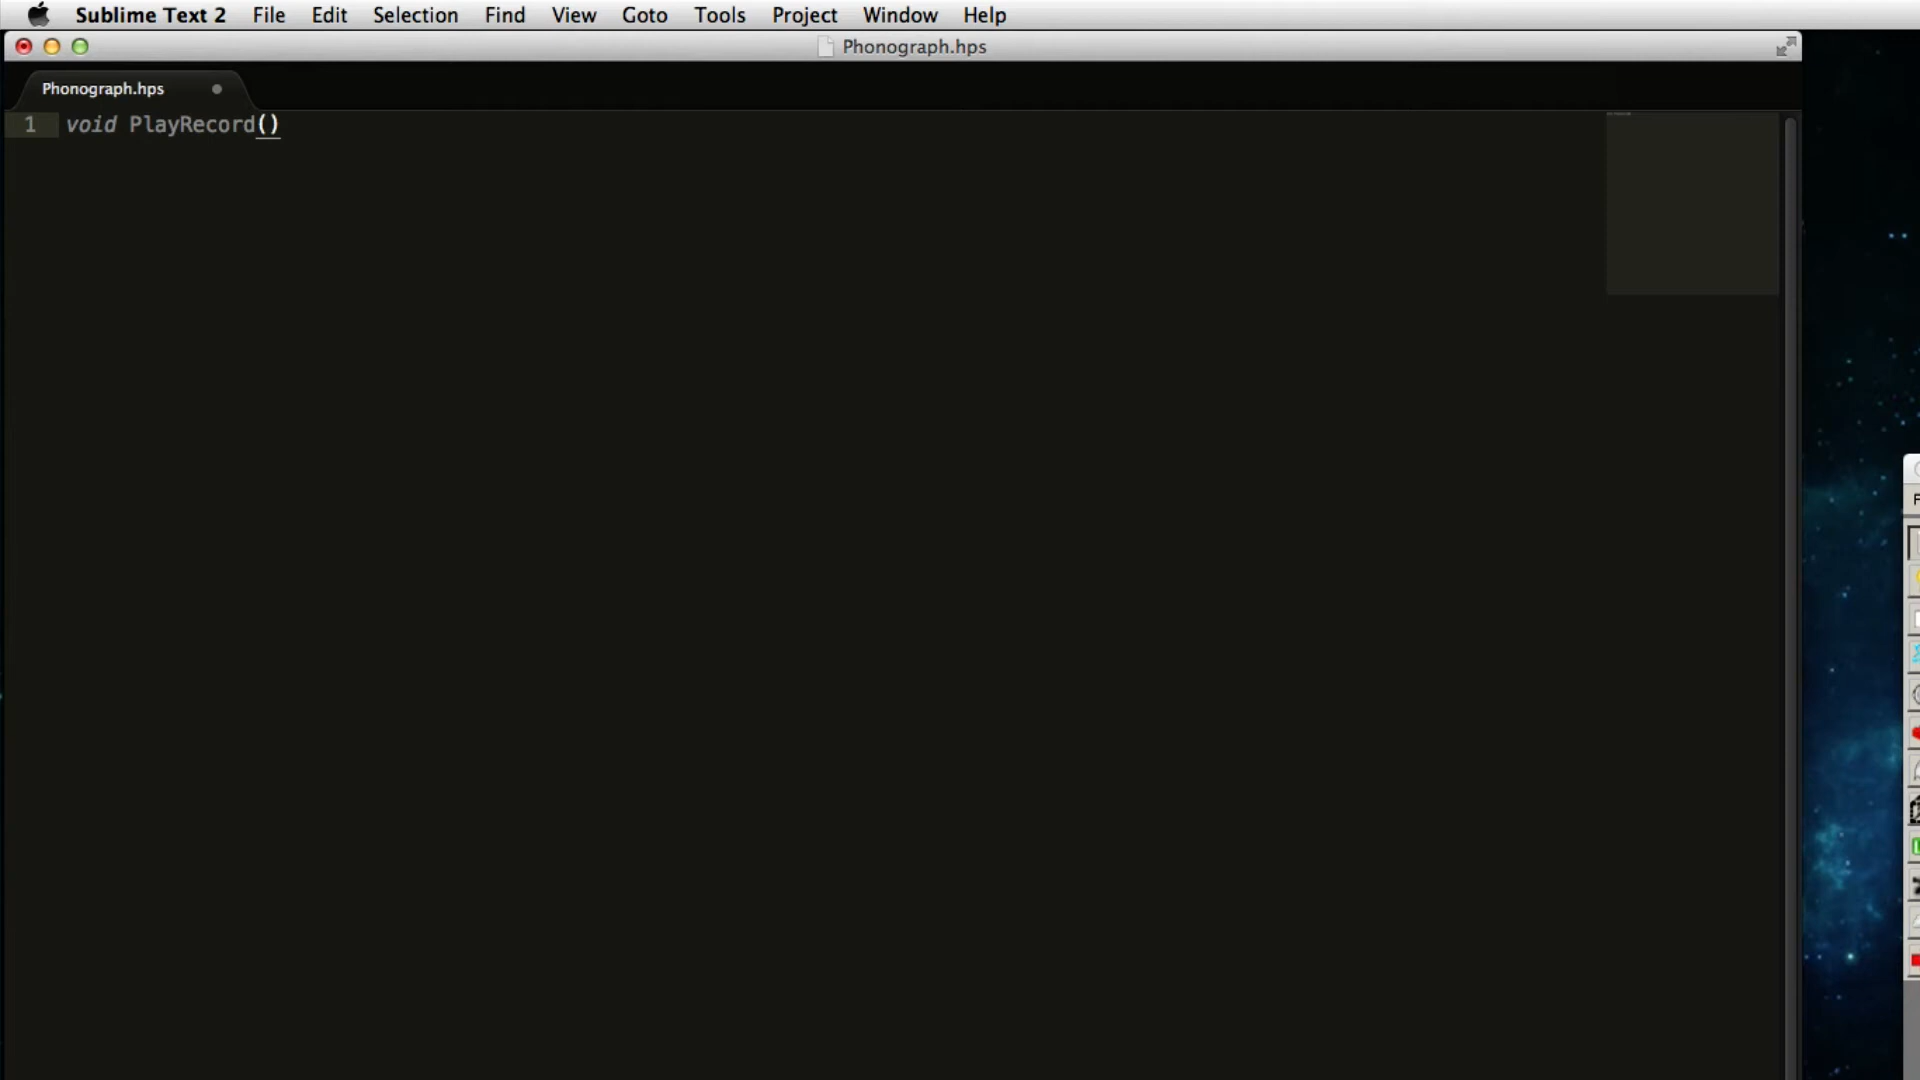 Sublime Text 2 File Edit Selection Find View Goto Tools Project Window Help
Phonograph.hps
Phonograph.hps
1 void PlayRecord()